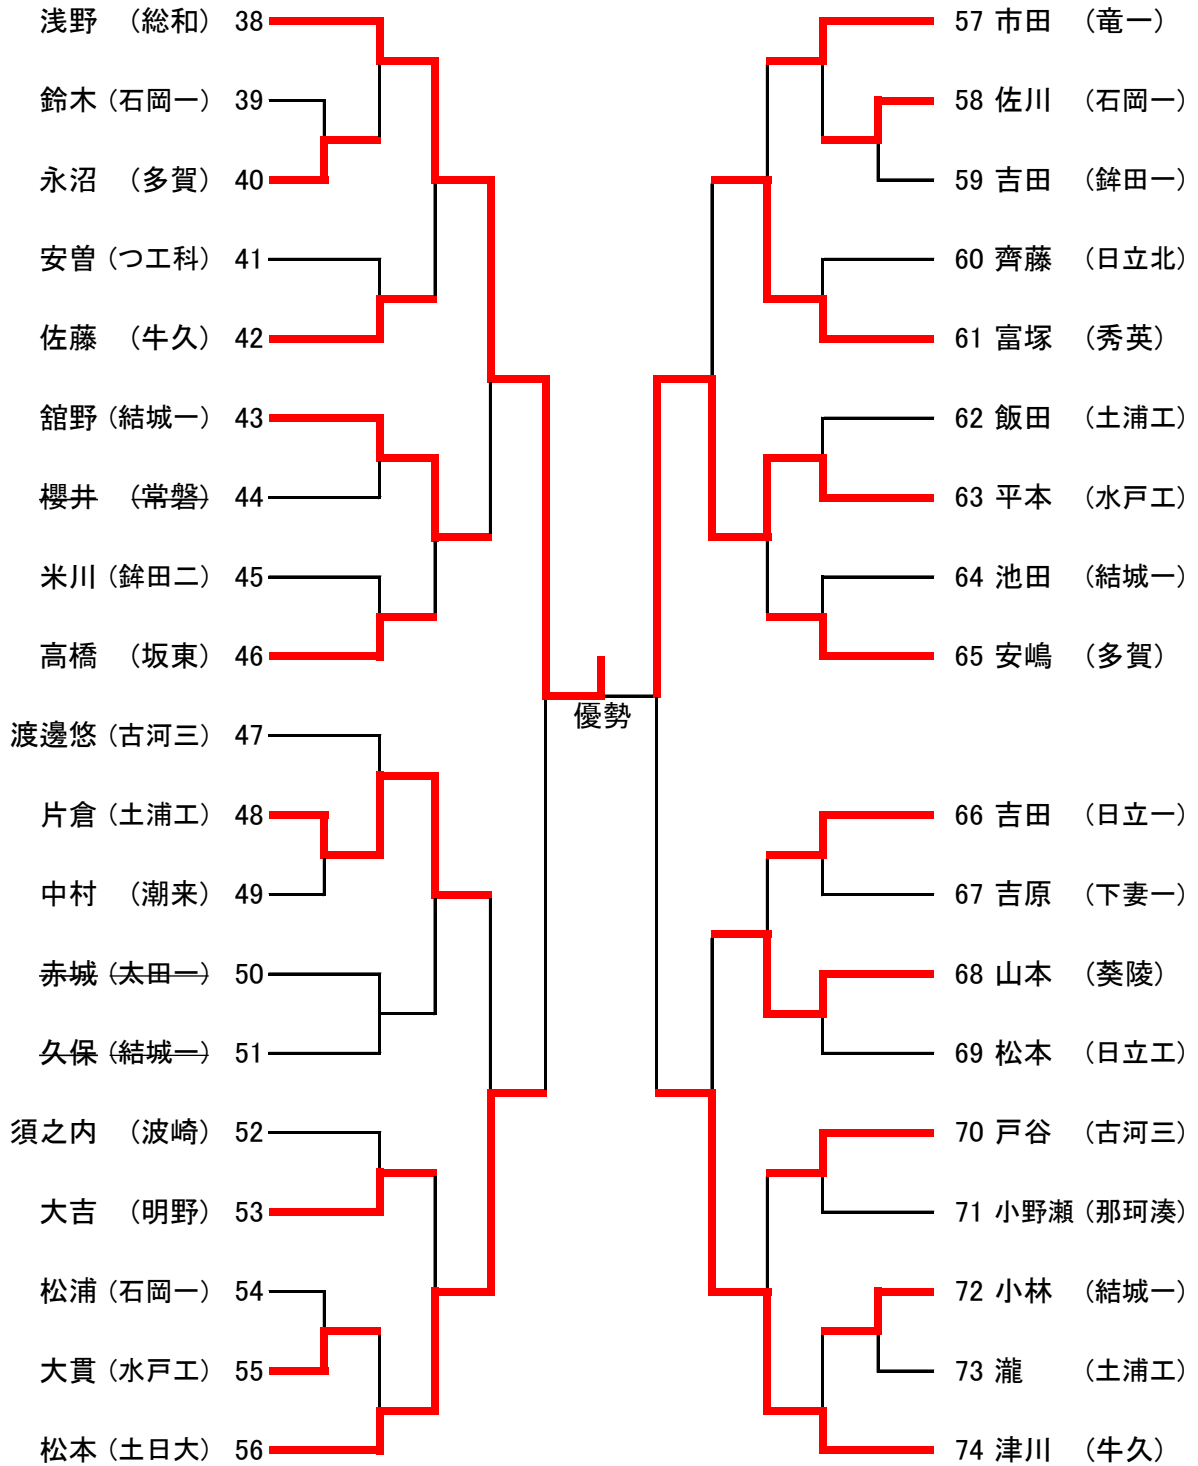 浅野 (総和) 38
鈴木 (石岡一) 39
永沼 (多賀) 40
安曽 (つ工科) 41
佐藤 (牛久) 42
舘野 (結城一) 43
櫻井 (常磐) 44
米川 (鉾田二) 45
高橋 (坂東) 46
渡邊悠 (古河三) 47
片倉 (土浦工) 48
中村 (潮来) 49
赤城 (太田一) 50
久保 (結城一) 51
須之内 (波崎) 52
大吉 (明野) 53
松浦 (石岡一) 54
大貫 (水戸工) 55
松本 (土日大) 56
優勢
57 市田 (竜一)
58 佐川 (石岡一)
59 吉田 (鉾田一)
60 齊藤 (日立北)
61 富塚 (秀英)
62 飯田 (土浦工)
63 平本 (水戸工)
64 池田 (結城一)
65 安嶋 (多賀)
66 吉田 (日立一)
67 吉原 (下妻一)
68 山本 (葵陵)
69 松本 (日立工)
70 戸谷 (古河三)
71 小野瀬 (那珂湊)
72 小林 (結城一)
73 瀧 (土浦工)
74 津川 (牛久)